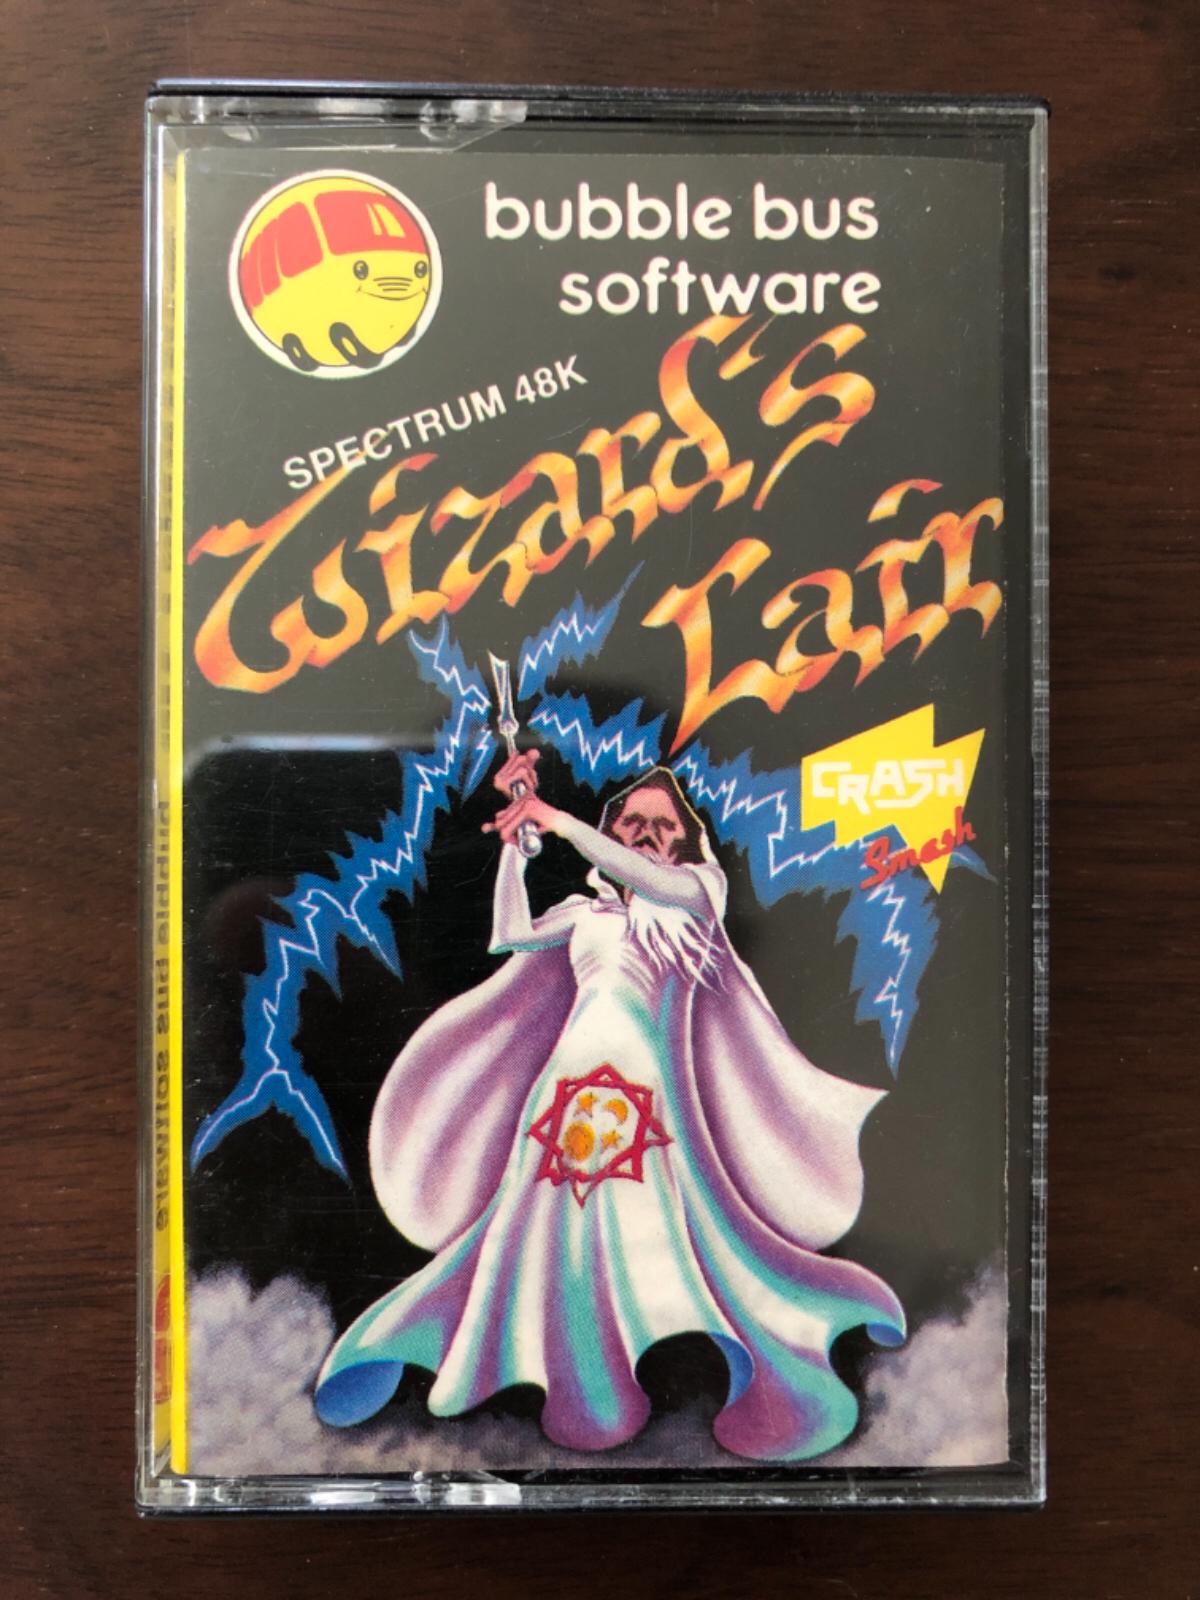 bubble bus
software
SPECTRUM 48K
Wizard's
Lair
CRASH
Smash
bubble bus software